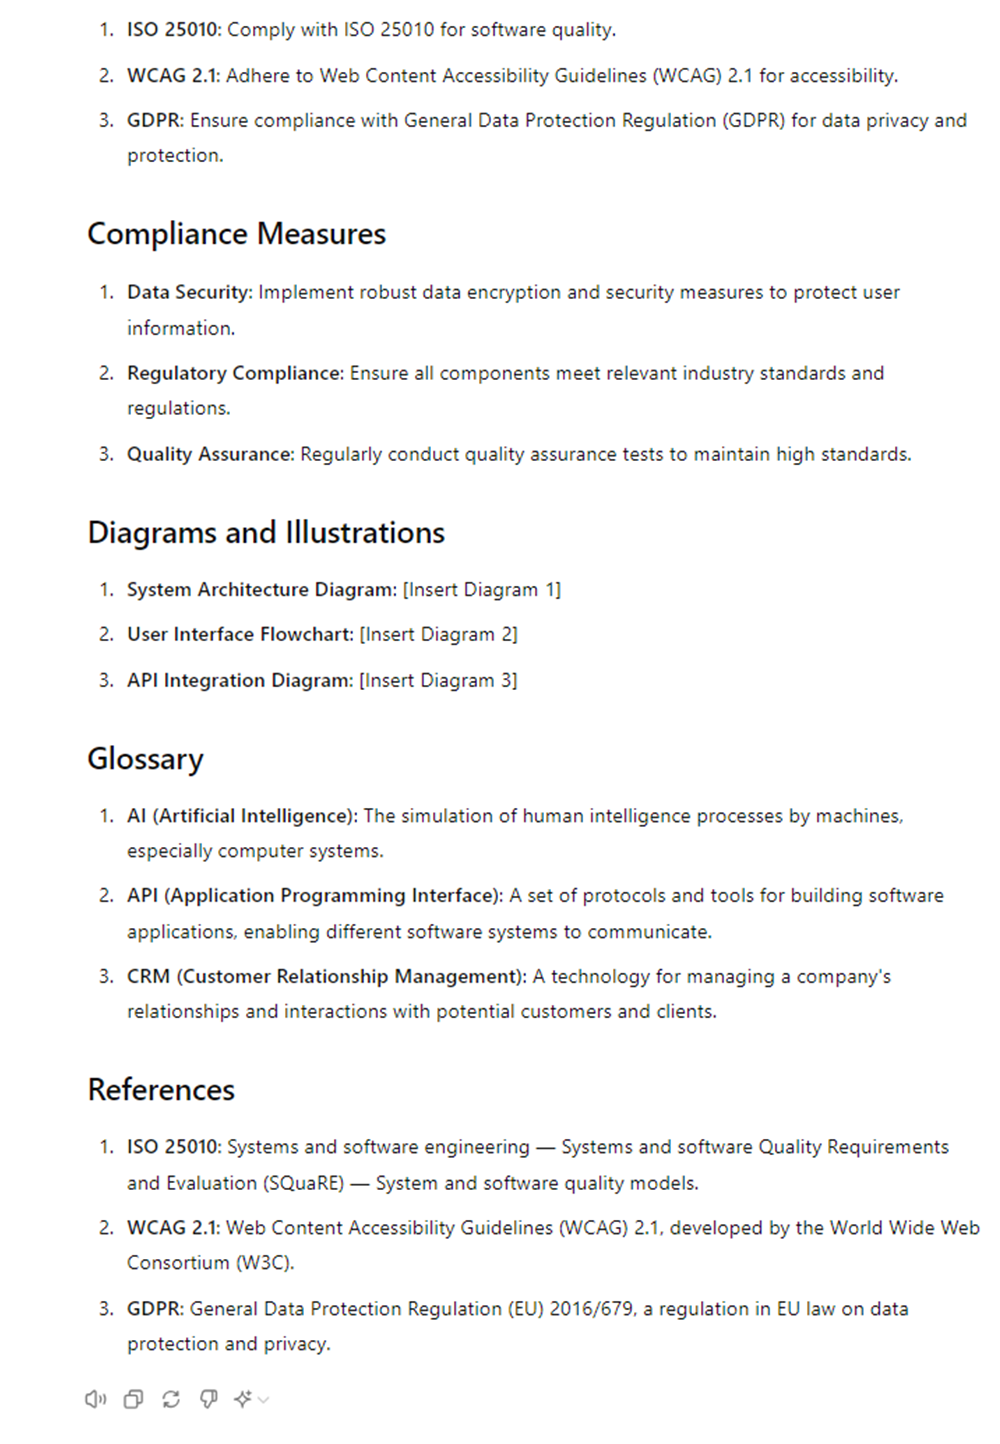 1. ISO 25010: Comply with ISO 25010 for software quality.
2. WCAG 2.1: Adhere to Web Content Accessibility Guidelines (WCAG) 2.1 for accessibility.
3. GDPR: Ensure compliance with General Data Protection Regulation (GDPR) for data privacy and
protection.
Compliance Measures
1. Data Security: Implement robust data encryption and security measures to protect user
information.
2. Regulatory Compliance: Ensure all components meet relevant industry standards and
regulations.
3. Quality Assurance: Regularly conduct quality assurance tests to maintain high standards.
Diagrams and Illustrations
1. System Architecture Diagram: [Insert Diagram 1]
2. User Interface Flowchart: [Insert Diagram 2]
3. API Integration Diagram: [Insert Diagram 3]
Glossary
1. AI (Artificial Intelligence): The simulation of human intelligence processes by machines,
especially computer systems.
2. API (Application Programming Interface): A set of protocols and tools for building software
applications, enabling different software systems to communicate.
3. CRM (Customer Relationship Management): A technology for managing a company's
relationships and interactions with potential customers and clients.
References
1. ISO 25010: Systems and software engineering — Systems and software Quality Requirements
and Evaluation (SQuaRE) — System and software quality models.
2. WCAG 2.1: Web Content Accessibility Guidelines (WCAG) 2.1, developed by the World Wide Web
Consortium (W3C).
3. GDPR: General Data Protection Regulation (EU) 2016/679, a regulation in EU law on data
protection and privacy.